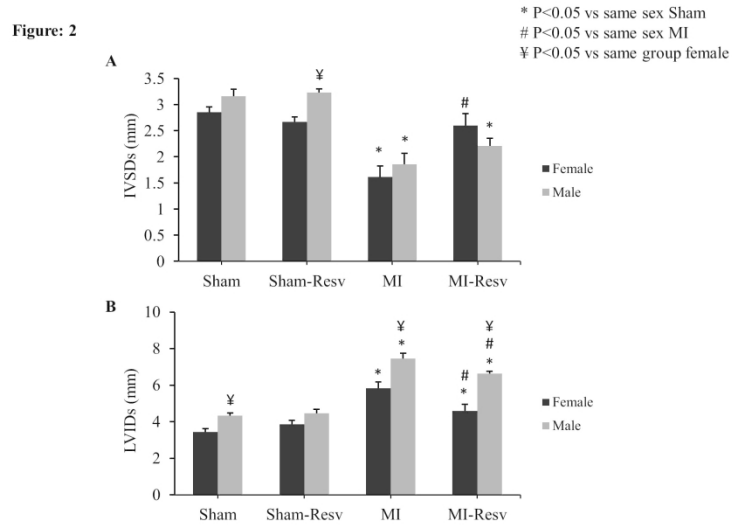 Figure: 2
* P<0.05 vs same sex Sham
# P<0.05 vs same sex MI
¥ P<0.05 vs same group female
A
IVSDs (mm)
3.5
3
2.5
2
1.5
1
0.5
0
¥
* *
#
*
Female
Male
Sham Sham-Resv MI MI-Resv
B
LVIDs (mm)
10
8
6
4
2
0
¥
¥
*
*
¥
#
*
#
*
Female
Male
Sham Sham-Resv MI MI-Resv